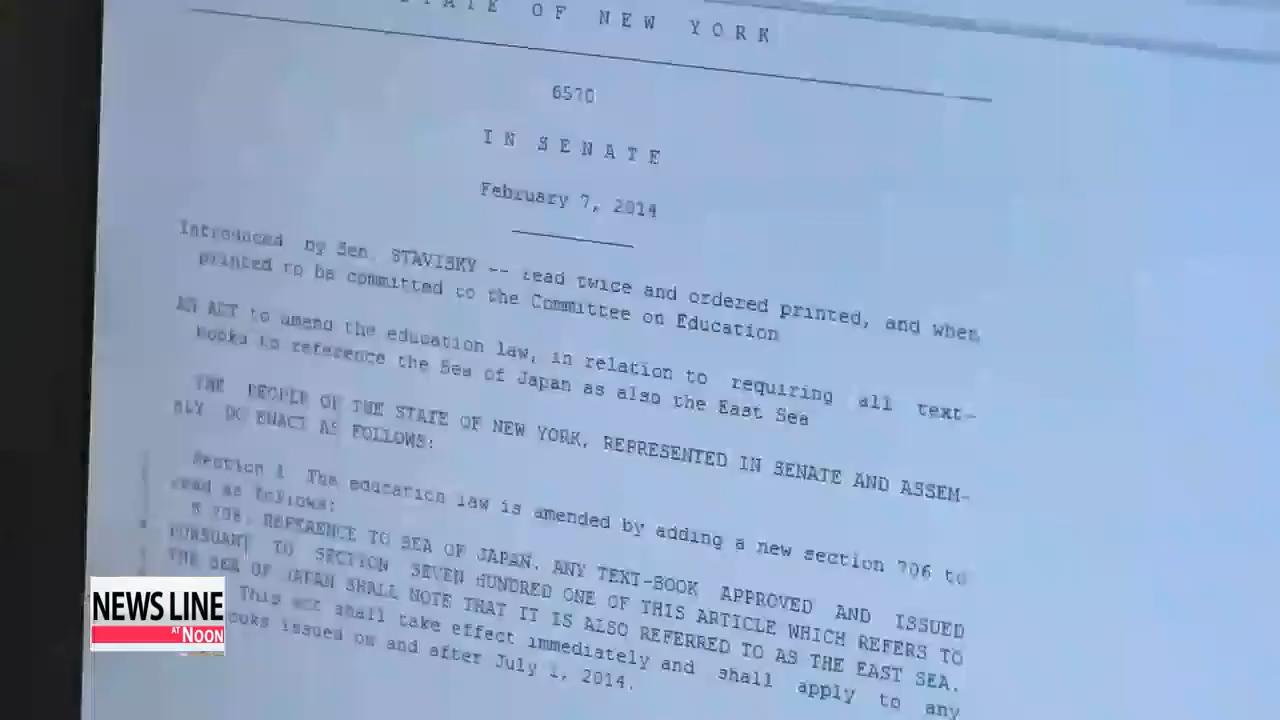 STATE OF NEW YORK
6570
IN SENATE
February 7, 2014
Introduced by Sen. STAVISKY -- read twice and ordered printed, and when
printed to be committed to the Committee on Education
AN ACT to amend the education law, in relation to requiring all text-
books to reference the Sea of Japan as also the East Sea
THE PEOPLE OF THE STATE OF NEW YORK, REPRESENTED IN SENATE AND ASSEM-
BLY DO ENACT AS FOLLOWS:
Section 1 The education law is amended by adding a new section 706 to
read as follows:
S 706. REFERENCE TO SEA OF JAPAN. ANY TEXT-BOOK APPROVED AND ISSUED
PURSUANT TO SECTION SEVEN HUNDRED ONE OF THIS ARTICLE WHICH REFERS TO
THE SEA OF JAPAN SHALL NOTE THAT IT IS ALSO REFERRED TO AS THE EAST SEA.
This act shall take effect immediately and shall apply to any
ooks issued on and after July 1, 2014.
NEWS LINE
AT NOON